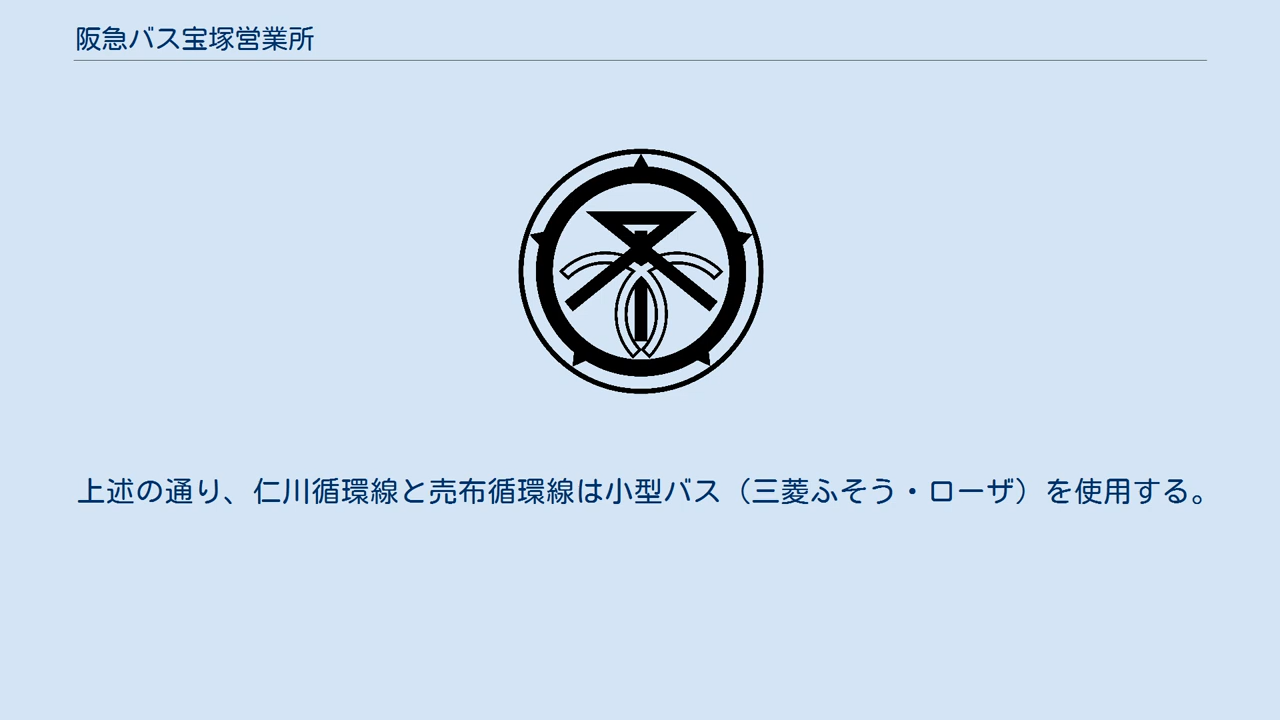 阪急バス宝塚営業所
上述の通り、仁川循環線と売布循環線は小型バス（三菱ふそう・ローザ）を使用する。